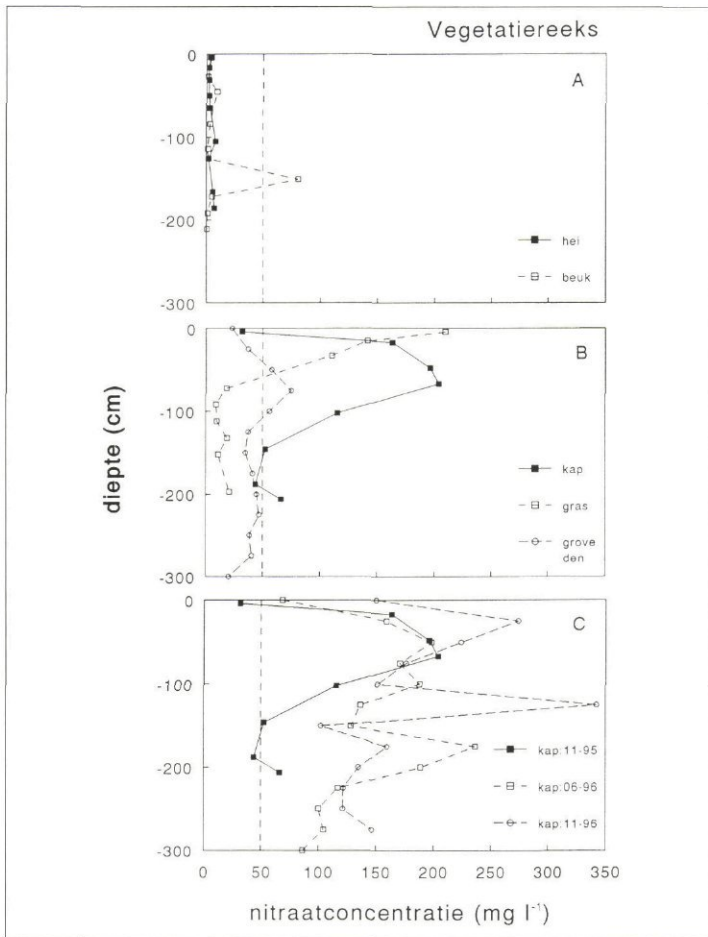 Vegetatiereeks
0
A
-100
-200
hei
beuk
-300
0
B
-100
kap
-200
gras
grove
den
-300
0
C
-100
-200
kap:11-95
kap:06-96
kap:11-96
-300
0 50 100 150 200 250 300 350
diepte (cm)
nitraatconcentratie (mg l⁻¹)